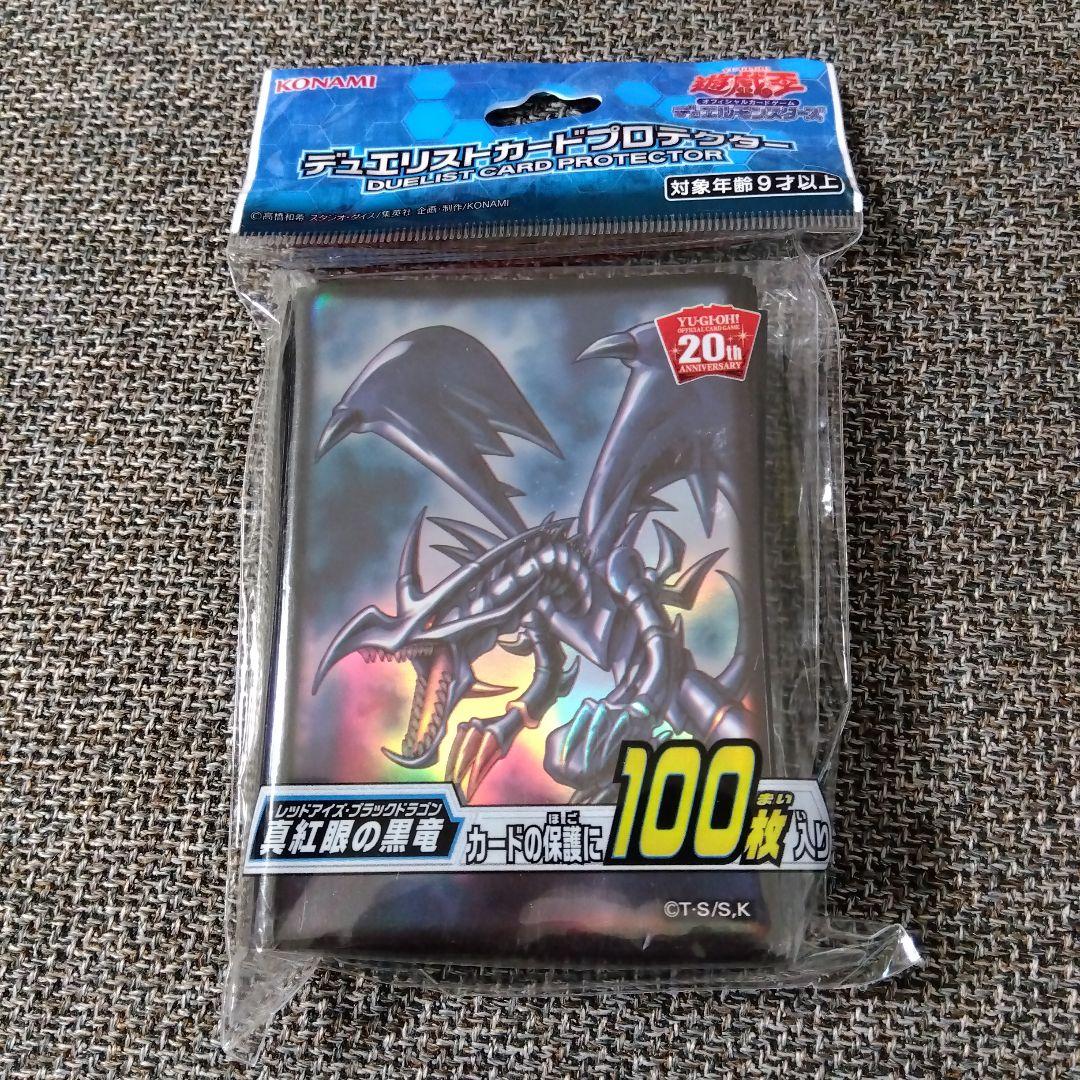 KONAMI
遊戯王
オフィシャルカードゲーム
デュエルモンスターズ
デュエリストカードプロテクター
DUELIST CARD PROTECTOR
対象年齢9才以上
©高橋和希 スタジオ・ダイス/集英社 企画・制作/KONAMI
YU-GI-OH!
OFFICIAL CARD GAME
20th
ANNIVERSARY
レッドアイズ・ブラックドラゴン
真紅眼の黒竜
ほご
まい
カードの保護に100枚入り
©T・S/S,K